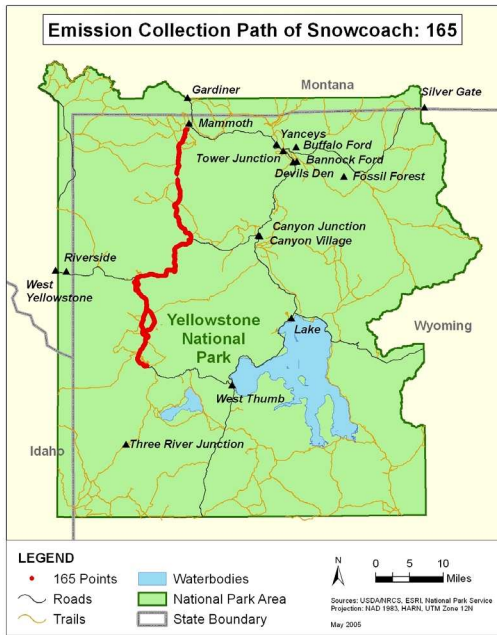 Emission Collection Path of Snowcoach: 165
Gardiner
Montana
Silver Gate
Mammoth
Yanceys
Buffalo Ford
Tower Junction
Bannock Ford
Devils Den
Fossil Forest
Canyon Junction
Canyon Village
Riverside
West
Yellowstone
Yellowstone
National
Park
Lake
Wyoming
West Thumb
Three River Junction
Idaho
LEGEND
165 Points
Roads
Trails
Waterbodies
National Park Area
State Boundary
N
0 5 10
Miles
Sources: USDA/NRCS, ESRI, National Park Service
Projection: NAD 1983, HARN, UTM Zone 12N
May 2005